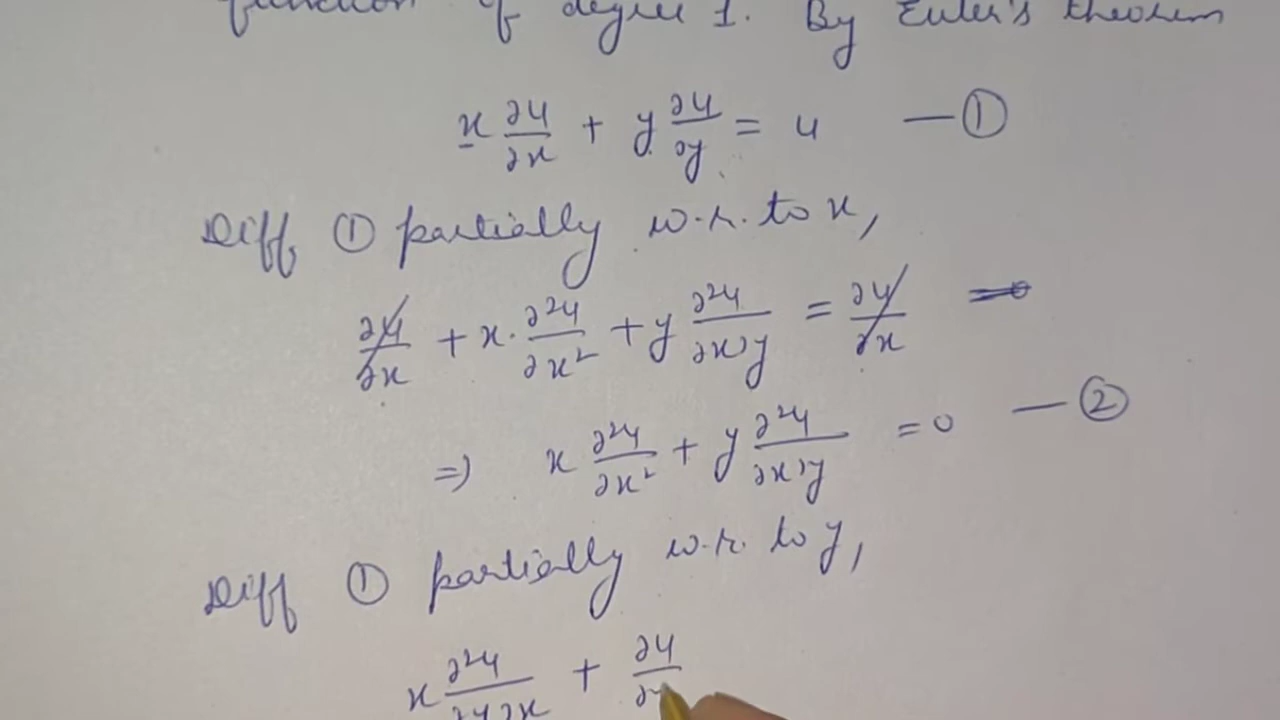 function of degree 1. By Euler's theorem
x ∂u/∂x + y ∂u/∂y = u — ①
Diff ① partially w.r. to x,
∂u/∂x + x · ∂²u/∂x² + y ∂²u/∂x∂y = ∂u/∂x
⇒ x ∂²u/∂x² + y ∂²u/∂x∂y = 0 — ②
Diff ① partially w.r. to y,
x ∂²u/∂y∂x + ∂u/∂y